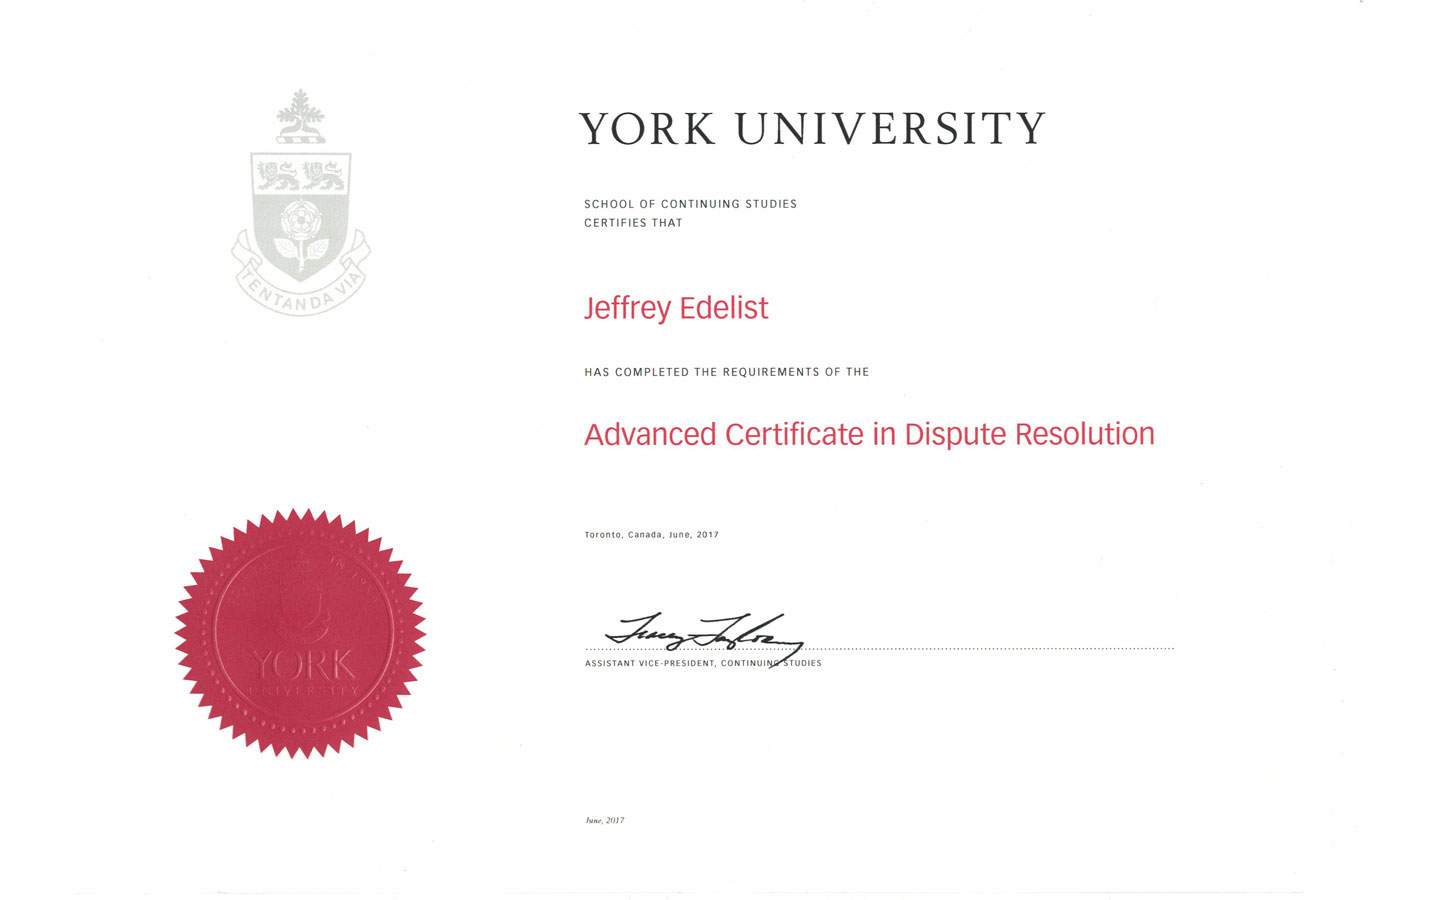 YORK UNIVERSITY
SCHOOL OF CONTINUING STUDIES
CERTIFIES THAT
Jeffrey Edelist
HAS COMPLETED THE REQUIREMENTS OF THE
Advanced Certificate in Dispute Resolution
Toronto, Canada, June, 2017
Tracey Taylor
ASSISTANT VICE-PRESIDENT, CONTINUING STUDIES
June, 2017
TENTANDA VIA
YORK
UNIVERSITY